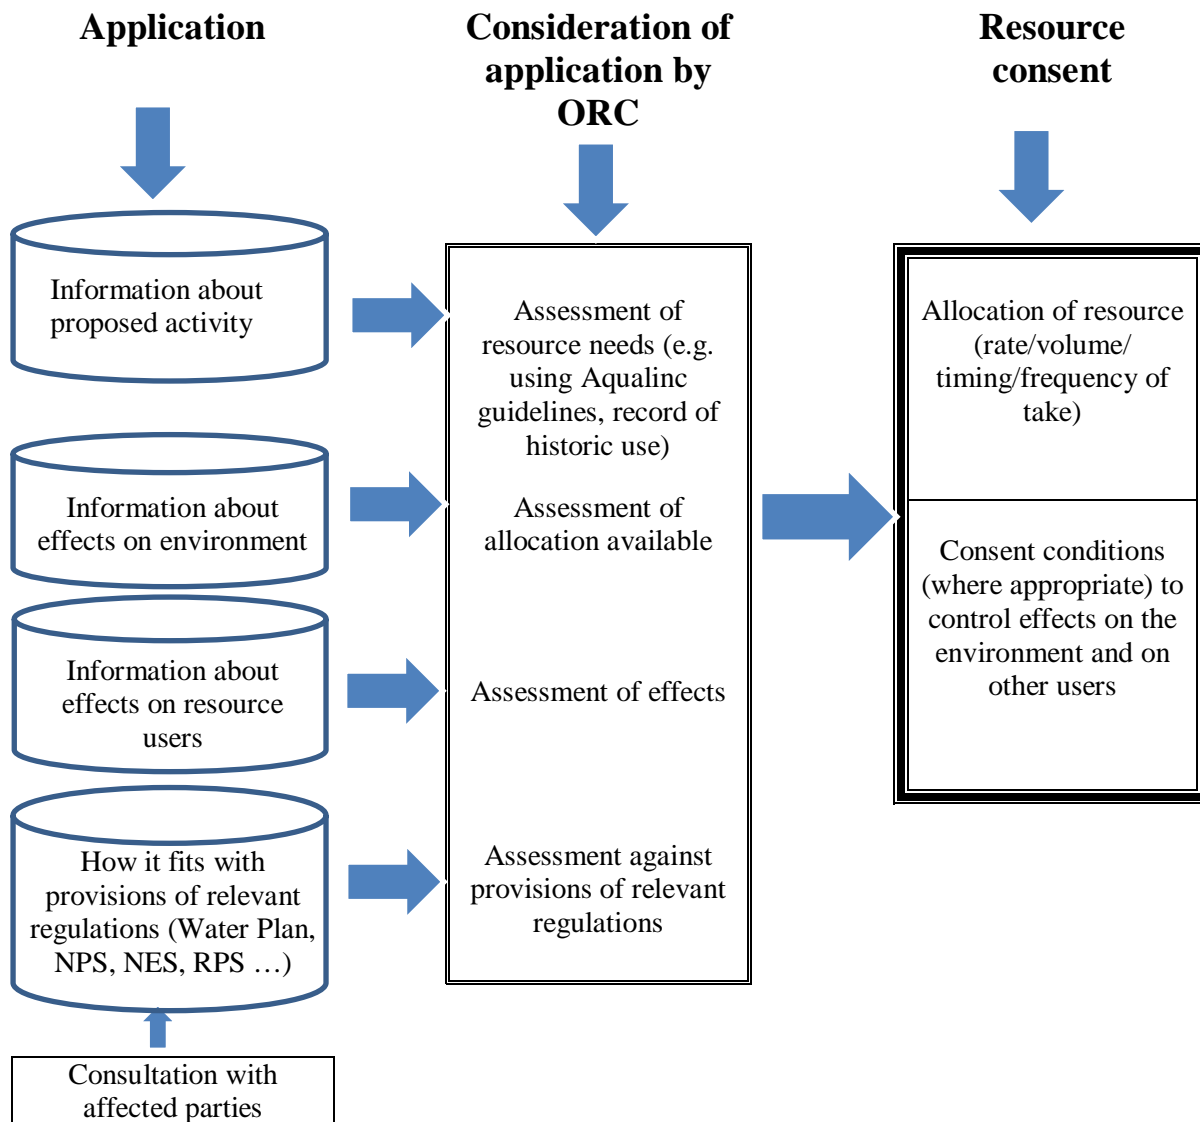 Application
Consideration of
application by
ORC
Resource
consent
Information about
proposed activity
Information about
effects on environment
Information about
effects on resource
users
How it fits with
provisions of relevant
regulations (Water Plan,
NPS, NES, RPS …)
Consultation with
affected parties
Assessment of
resource needs (e.g.
using Aqualinc
guidelines, record of
historic use)
Assessment of
allocation available
Assessment of effects
Assessment against
provisions of relevant
regulations
Allocation of resource
(rate/volume/
timing/frequency of
take)
Consent conditions
(where appropriate) to
control effects on the
environment and on
other users